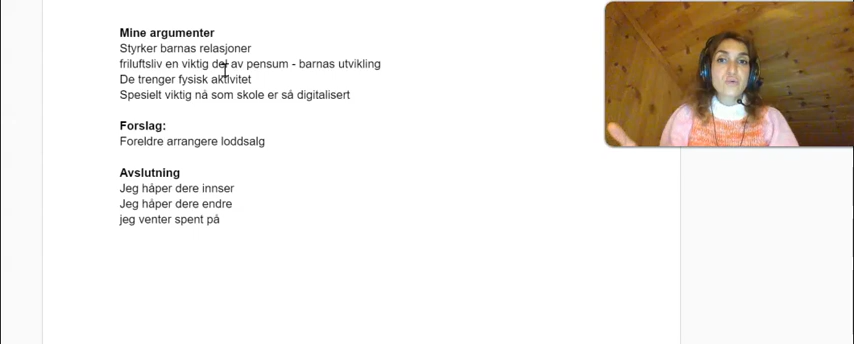 Mine argumenter
Styrker barnas relasjoner
friluftsliv en viktig del av pensum - barnas utvikling
De trenger fysisk aktivitet
Spesielt viktig nå som skole er så digitalisert
Forslag:
Foreldre arrangere loddsalg
Avslutning
Jeg håper dere innser
Jeg håper dere endre
jeg venter spent på